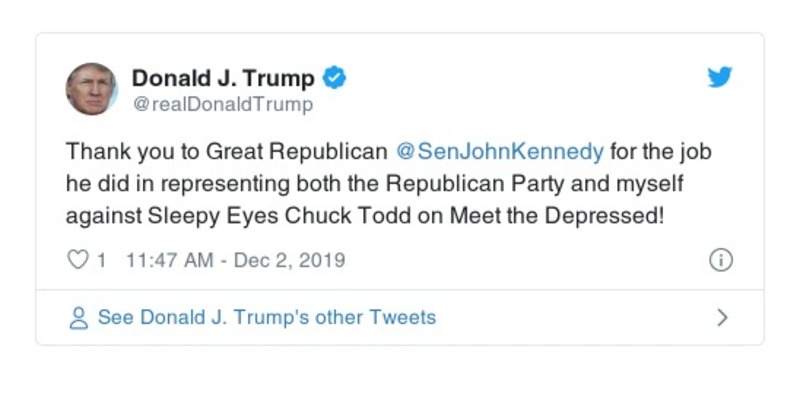 Donald J. Trump
@realDonaldTrump
Thank you to Great Republican @SenJohnKennedy for the job
he did in representing both the Republican Party and myself
against Sleepy Eyes Chuck Todd on Meet the Depressed!
1 11:47 AM - Dec 2, 2019
See Donald J. Trump's other Tweets